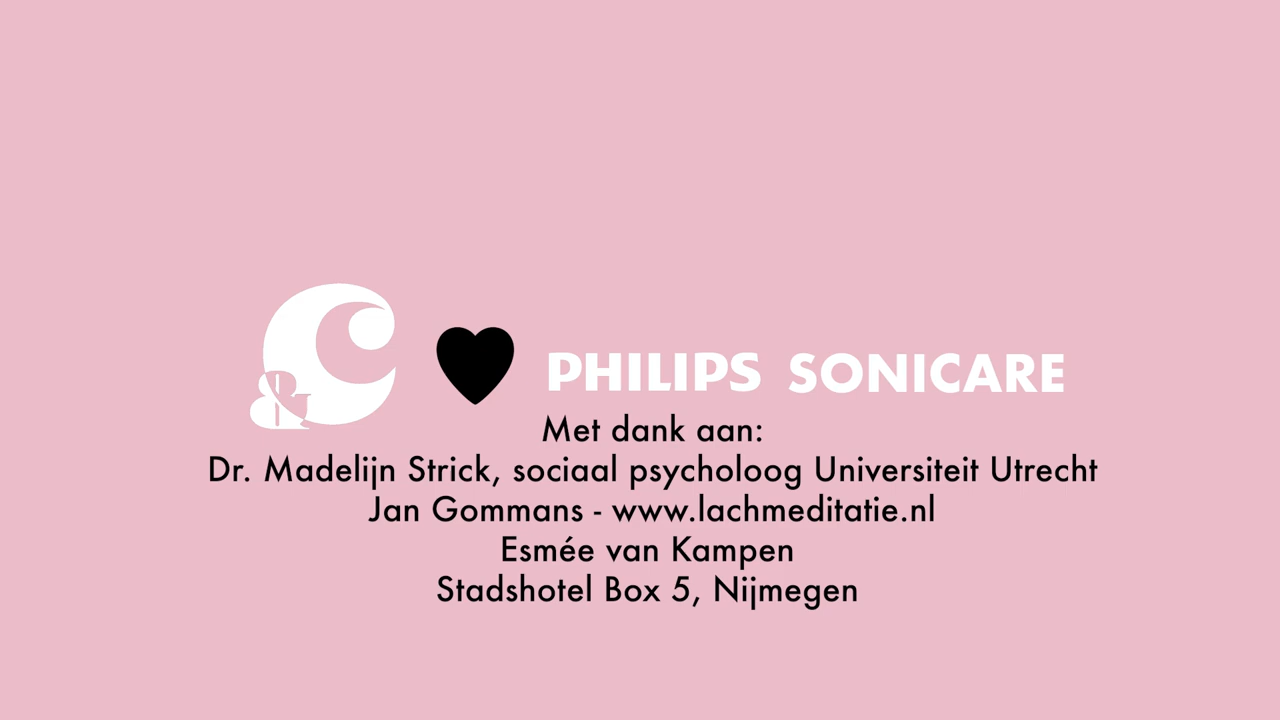 &C PHILIPS SONICARE
Met dank aan:
Dr. Madelijn Strick, sociaal psycholoog Universiteit Utrecht
Jan Gommans - www.lachmeditatie.nl
Esmée van Kampen
Stadshotel Box 5, Nijmegen